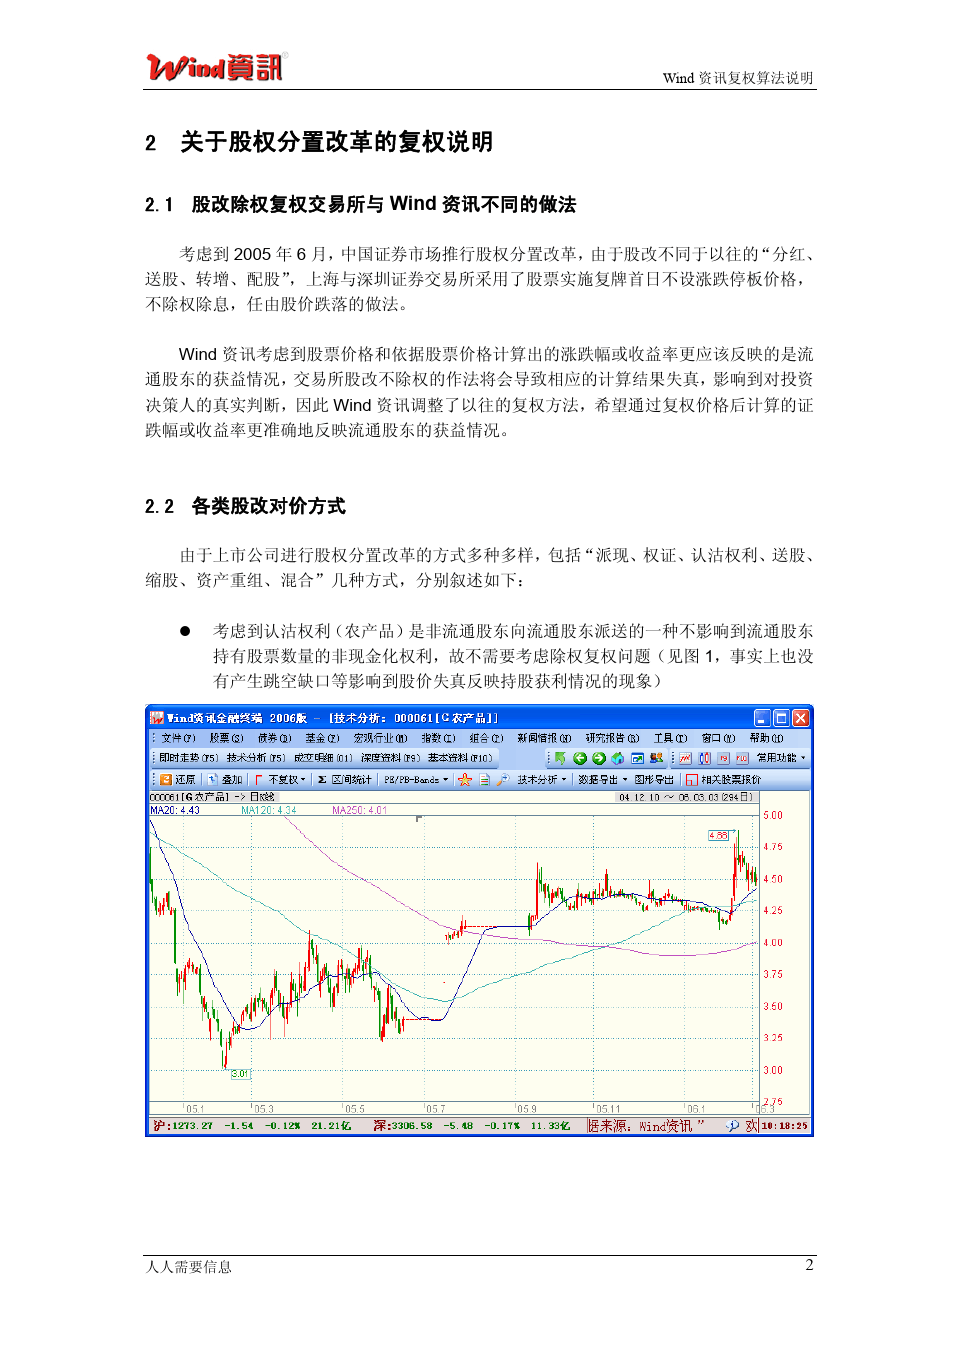 Wind資訊®
Wind 资讯复权算法说明
2 关于股权分置改革的复权说明
2.1 股改除权复权交易所与 Wind 资讯不同的做法
考虑到 2005 年 6 月，中国证券市场推行股权分置改革，由于股改不同于以往的“分红、
送股、转增、配股”，上海与深圳证券交易所采用了股票实施复牌首日不设涨跌停板价格，
不除权除息，任由股价跌落的做法。
Wind 资讯考虑到股票价格和依据股票价格计算出的涨跌幅或收益率更应该反映的是流
通股东的获益情况，交易所股改不除权的作法将会导致相应的计算结果失真，影响到对投资
决策人的真实判断，因此 Wind 资讯调整了以往的复权方法，希望通过复权价格后计算的证
跌幅或收益率更准确地反映流通股东的获益情况。
2.2 各类股改对价方式
由于上市公司进行股权分置改革的方式多种多样，包括“派现、权证、认沽权利、送股、
缩股、资产重组、混合”几种方式，分别叙述如下：
● 考虑到认沽权利（农产品）是非流通股东向流通股东派送的一种不影响到流通股东
持有股票数量的非现金化权利，故不需要考虑除权复权问题（见图 1，事实上也没
有产生跳空缺口等影响到股价失真反映持股获利情况的现象）
Wind资讯金融终端 2006版 - [技术分析：000061[G农产品]]
文件(F) 股票(S) 债券(B) 基金(F) 宏观行业(M) 指数(I) 组合(P) 新闻情报(N) 研究报告(R) 工具(T) 窗口(W) 帮助(H)
即时走势(F5) 技术分析(F5) 成交明细(01) 深度资料(F9) 基本资料(F10) F9 F10 常用功能
还原 叠加 不复权 Σ 区间统计 PE/PB-Bands 技术分析 数据导出 图形导出 相关股票报价
000061[G农产品] -> 日K线 04.12.10 ～ 06.03.03(294日)
MA20: 4.43 MA120: 4.34 MA250: 4.01
5.00
4.88
4.75
4.50
4.25
4.00
3.75
3.50
3.25
3.01
3.00
2.75
05.1 05.3 05.5 05.7 05.9 05.11 06.1 06.3
沪:1273.27 -1.54 -0.12% 21.21亿 深:3306.58 -5.48 -0.17% 11.33亿 据来源：Wind资讯 ” 欢 10:18:25
人人需要信息
2